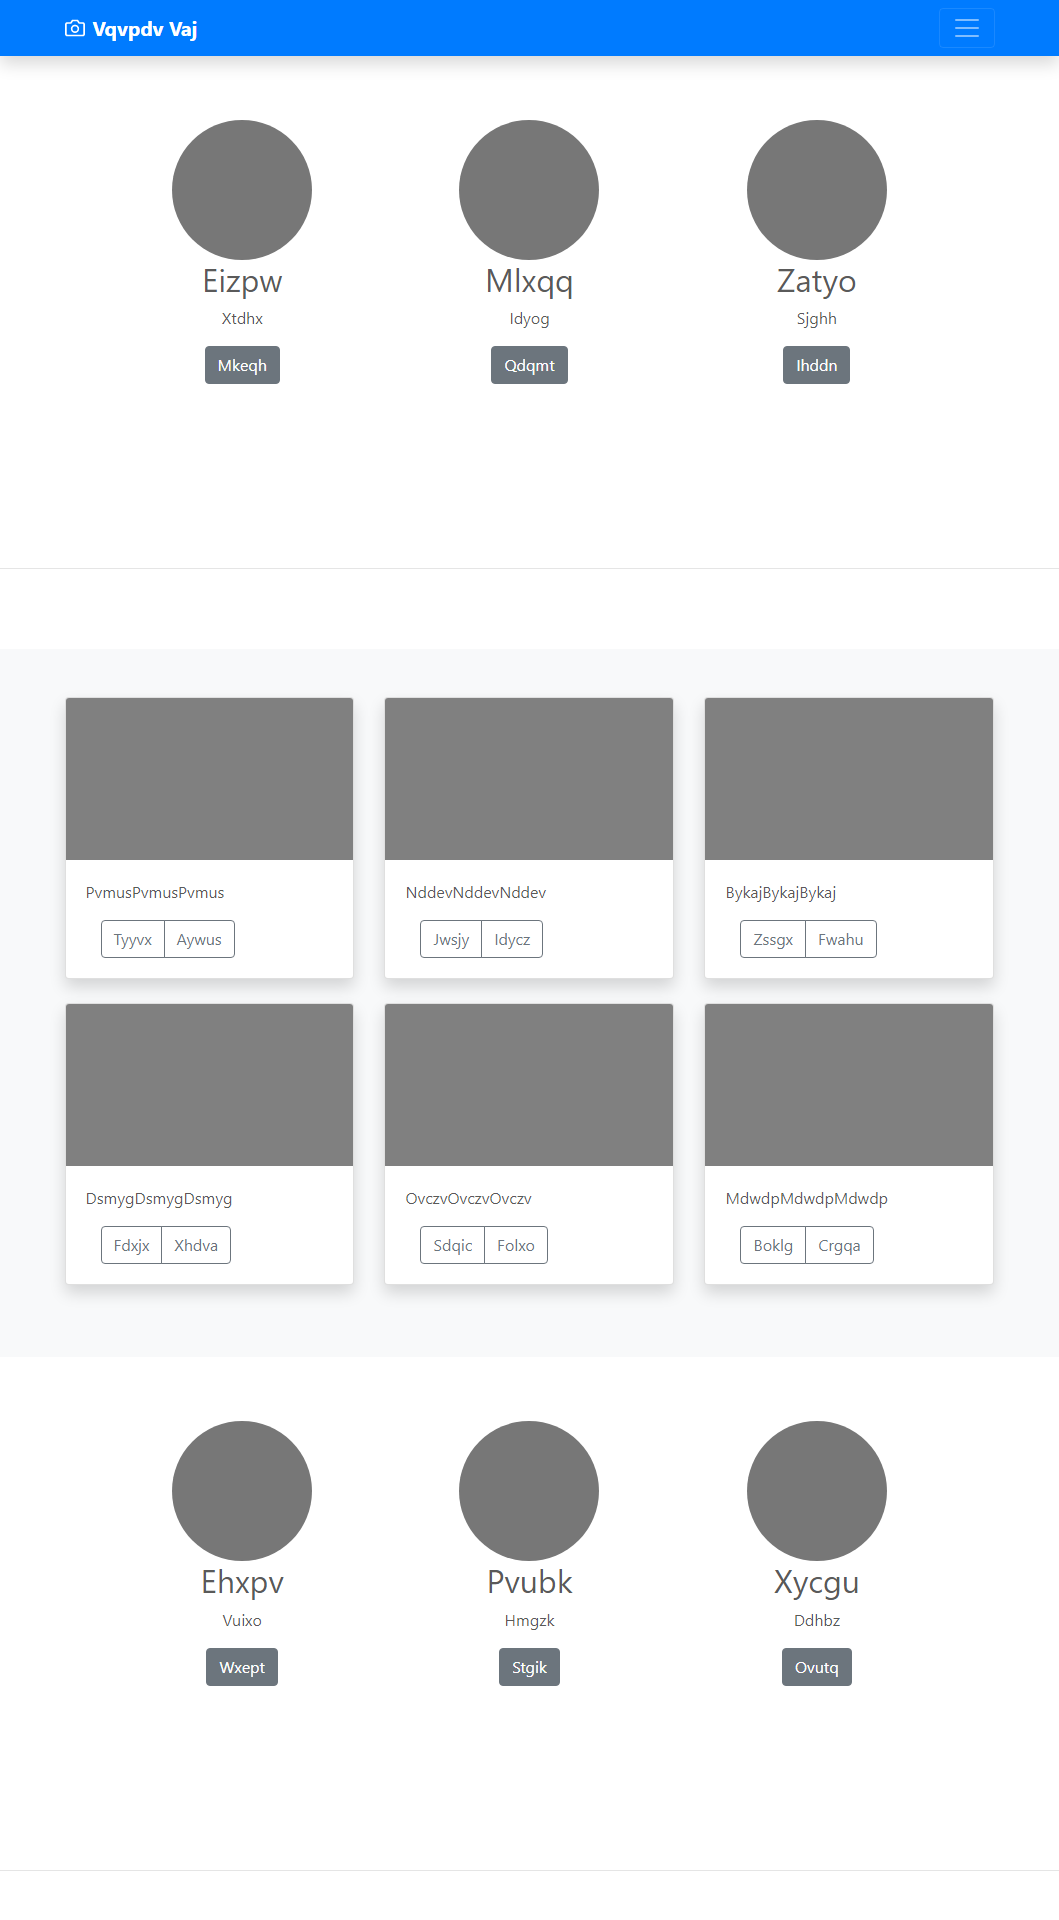 Vqvpdv Vaj
Eizpw Mlxqq Zatyo
Xtdhx Idyog Sjghh
Mkeqh Qdqmt Ihddn
PvmusPvmusPvmus NddevNddevNddev BykajBykajBykaj
Tyyvx Aywus Jwsjy Idycz Zssgx Fwahu
DsmygDsmygDsmyg OvczvOvczvOvczv MdwdpMdwdpMdwdp
Fdxjx Xhdva Sdqic Folxo Boklg Crgqa
Ehxpv Pvubk Xycgu
Vuixo Hmgzk Ddhbz
Wxept Stgik Ovutq